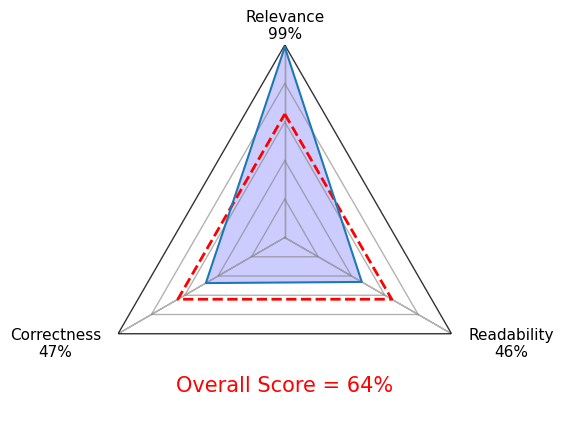 Relevance
99%
Correctness
47%
Readability
46%
Overall Score = 64%